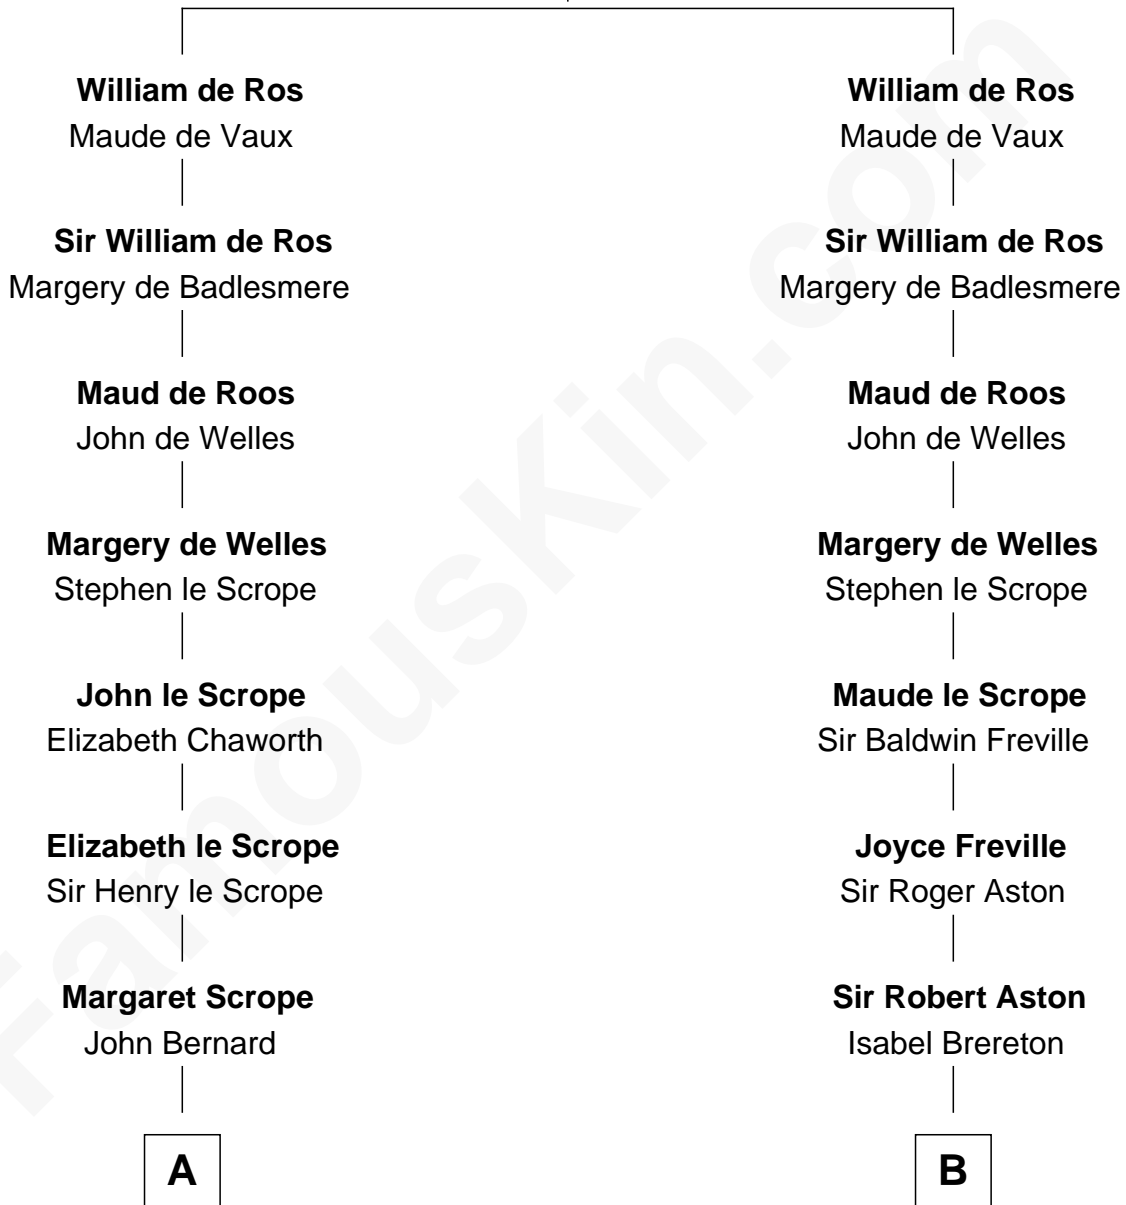 William de Ros
Maude de Vaux
Sir William de Ros
Margery de Badlesmere
Maud de Roos
John de Welles
Margery de Welles
Stephen le Scrope
John le Scrope
Elizabeth Chaworth
Elizabeth le Scrope
Sir Henry le Scrope
Margaret Scrope
John Bernard
A
William de Ros
Maude de Vaux
Sir William de Ros
Margery de Badlesmere
Maud de Roos
John de Welles
Margery de Welles
Stephen le Scrope
Maude le Scrope
Sir Baldwin Freville
Joyce Freville
Sir Roger Aston
Sir Robert Aston
Isabel Brereton
B
FamousKin.com